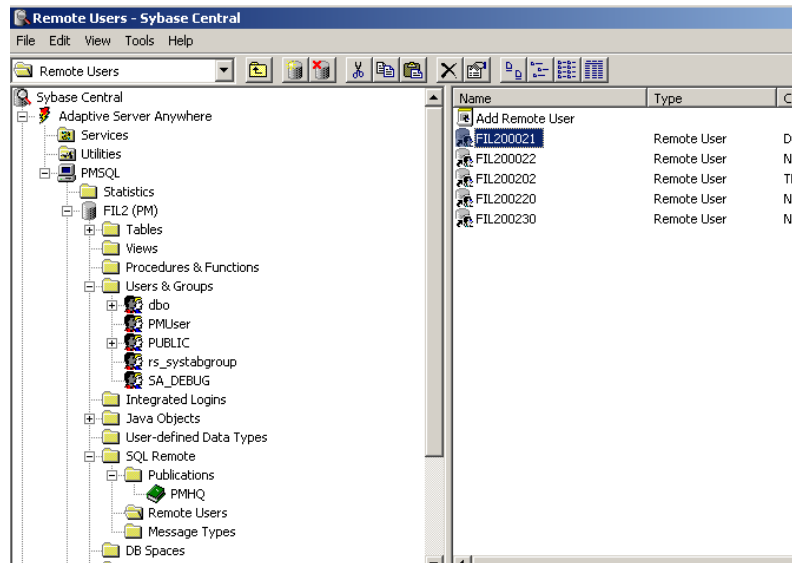 Remote Users - Sybase Central
File Edit View Tools Help
Remote Users
Sybase Central
Adaptive Server Anywhere
Services
Utilities
PMSQL
Statistics
FIL2 (PM)
Tables
Views
Procedures & Functions
Users & Groups
dbo
PMUser
PUBLIC
rs_systabgroup
SA_DEBUG
Integrated Logins
Java Objects
User-defined Data Types
SQL Remote
Publications
PMHQ
Remote Users
Message Types
DB Spaces
Name Type C
Add Remote User
FIL200021 Remote User D
FIL200022 Remote User N
FIL200202 Remote User
FIL200220 Remote User N
FIL200230 Remote User N